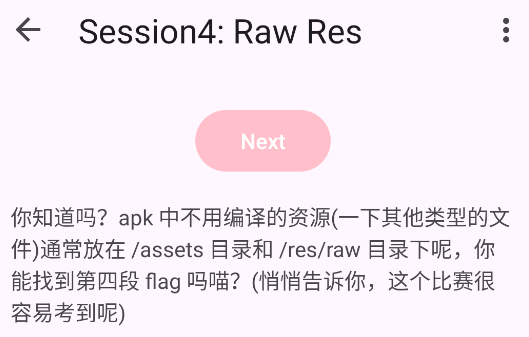 Session4: Raw Res
Next
你知道吗？apk 中不用编译的资源(一下其他类型的文
件)通常放在 /assets 目录和 /res/raw 目录下呢，你
能找到第四段 flag 吗喵？(悄悄告诉你，这个比赛很
容易考到呢)